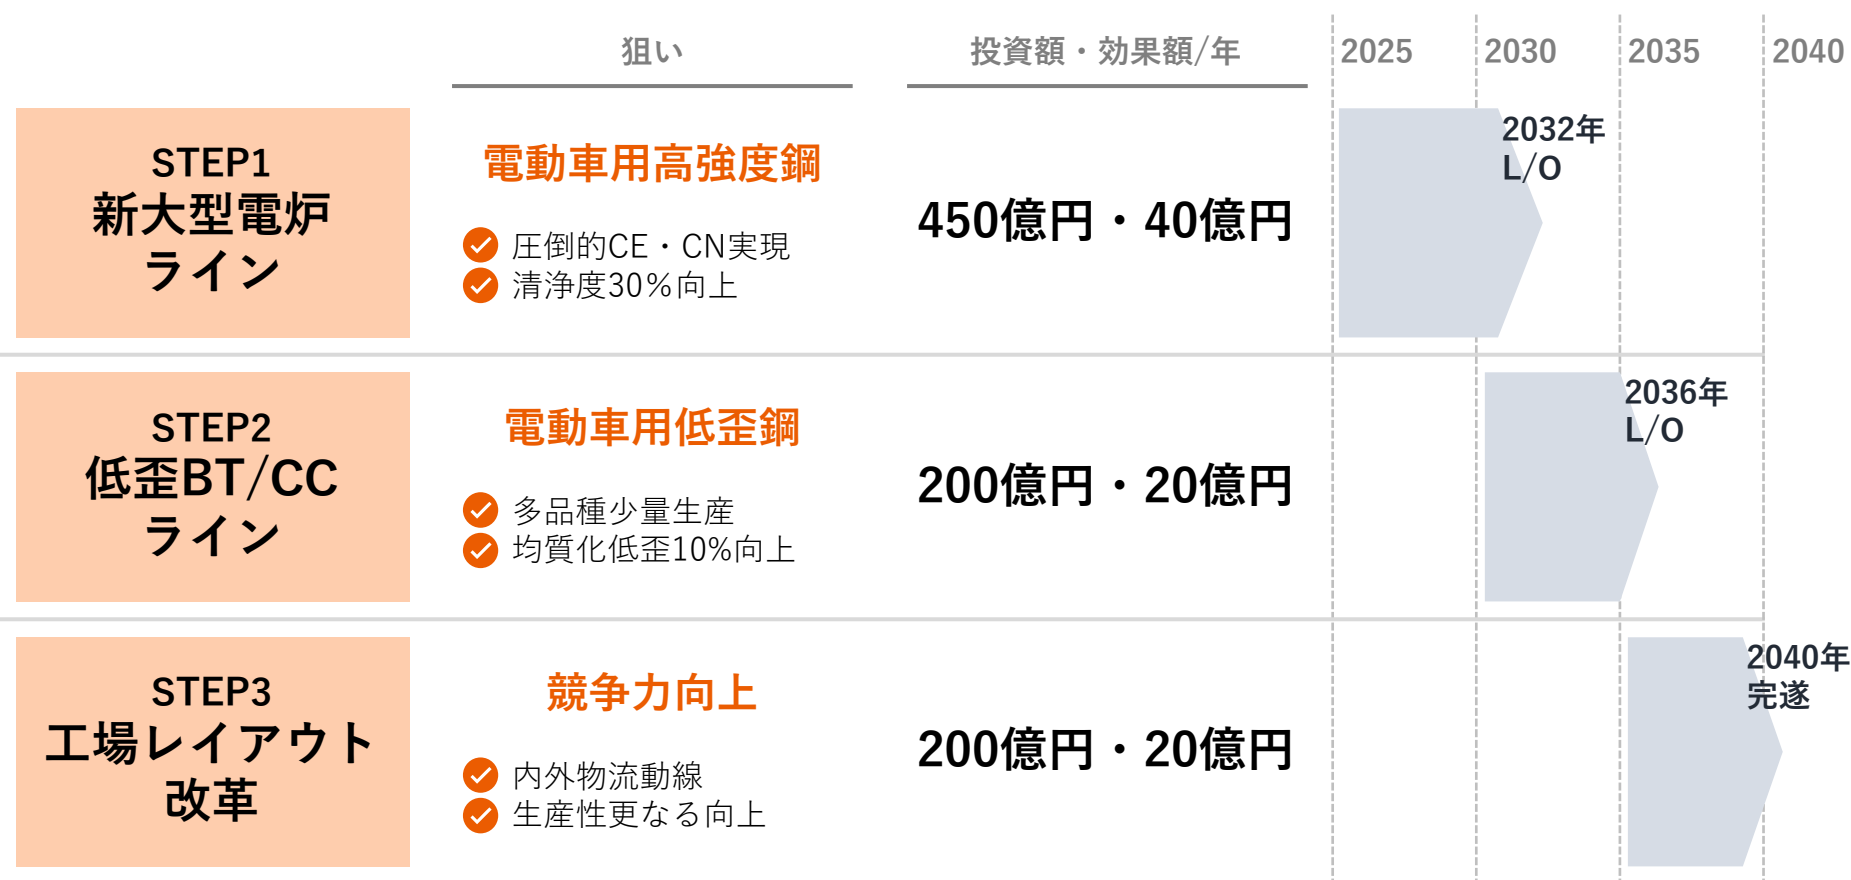 狙い
投資額・効果額/年
2025
2030
2035
2040
STEP1
新大型電炉
ライン
電動車用高強度鋼
圧倒的CE・CN実現
清浄度30％向上
450億円・40億円
2032年
L/O
STEP2
低歪BT/CC
ライン
電動車用低歪鋼
多品種少量生産
均質化低歪10%向上
200億円・20億円
2036年
L/O
STEP3
工場レイアウト
改革
競争力向上
内外物流動線
生産性更なる向上
200億円・20億円
2040年
完遂